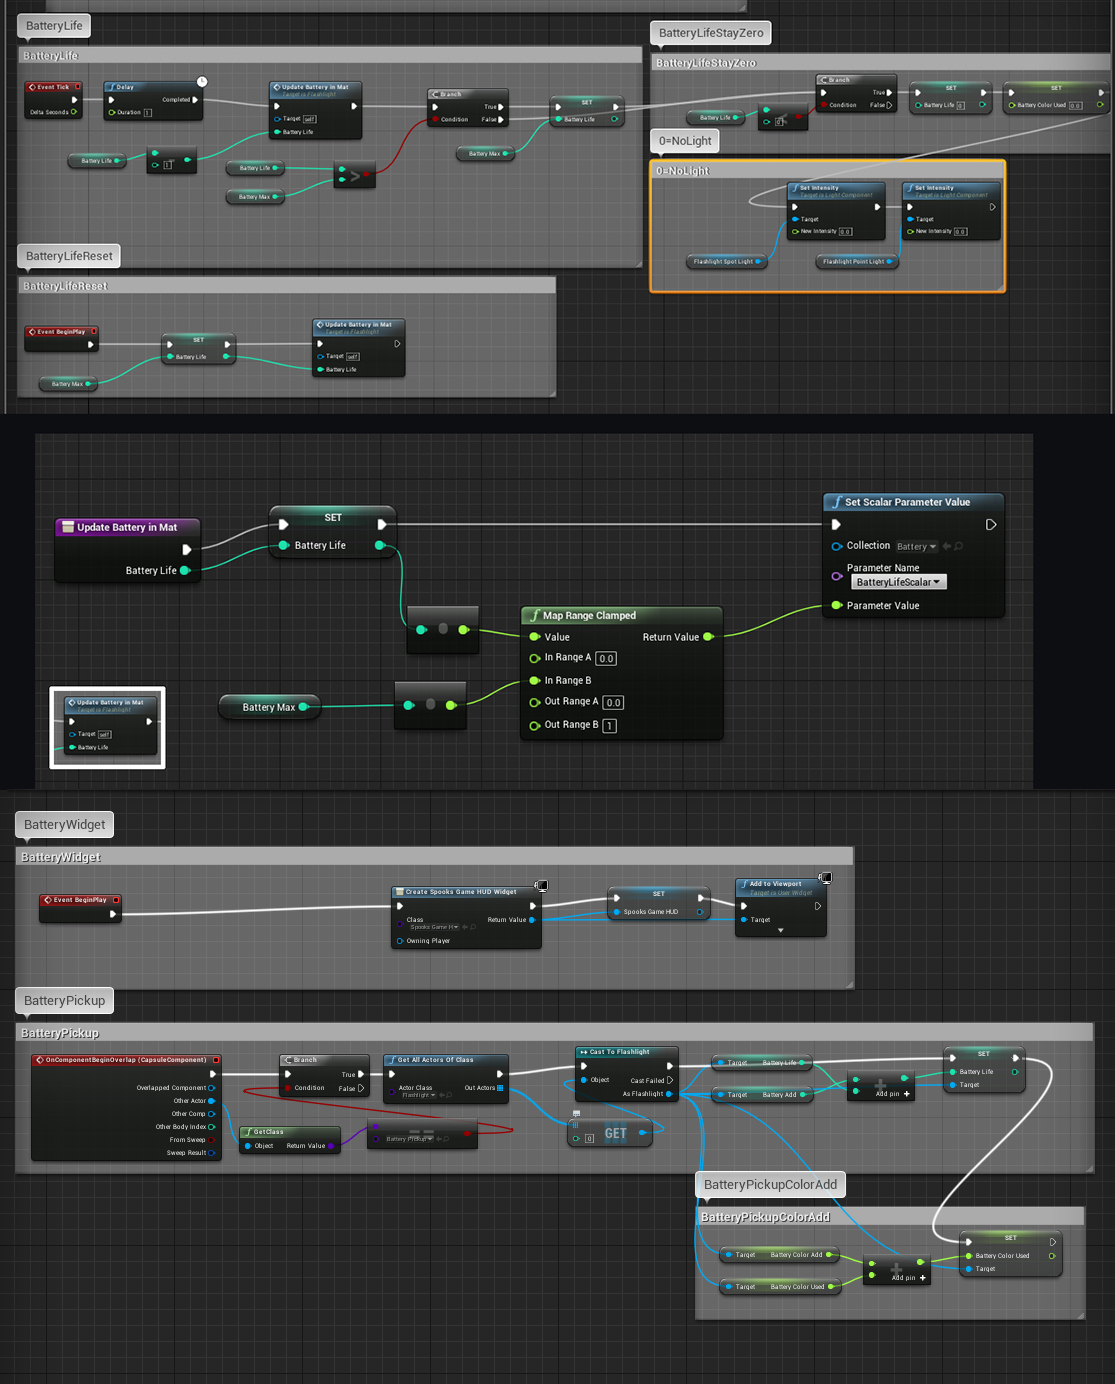 BatteryLife
BatteryLife
Event Tick
Delta Seconds
Delay
Completed
Duration
1
Update Battery in Mat
Target is Flashlight
Target self
Battery Life
Branch
True
Condition
False
SET
Battery Life
Battery Life
1
Battery Life
Battery Max
>
Battery Max
BatteryLifeStayZero
BatteryLifeStayZero
Battery Life
0
Branch
True
Condition
False
SET
Battery Life 0
SET
Battery Color Used 0.0
0=NoLight
0=NoLight
Set Intensity
Target is Light Component
Target
New Intensity 0.0
Set Intensity
Target is Light Component
Target
New Intensity 0.0
Flashlight Spot Light
Flashlight Point Light
BatteryLifeReset
BatteryLifeReset
Event BeginPlay
Battery Max
SET
Battery Life
Update Battery in Mat
Target is Flashlight
Target self
Battery Life
Update Battery in Mat
Battery Life
SET
Battery Life
Set Scalar Parameter Value
Collection Battery
Parameter Name
BatteryLifeScalar
Parameter Value
Map Range Clamped
Value
Return Value
In Range A 0.0
In Range B
Out Range A 0.0
Out Range B 1
Battery Max
Update Battery in Mat
Target is Flashlight
Target self
Battery Life
BatteryWidget
BatteryWidget
Event BeginPlay
Create Spooks Game HUD Widget
Class
Return Value
Spooks Game H
Owning Player
SET
Spooks Game HUD
Add to Viewport
Target is User Widget
Target
BatteryPickup
BatteryPickup
OnComponentBeginOverlap (CapsuleComponent)
Overlapped Component
Other Actor
Other Comp
Other Body Index
From Sweep
Sweep Result
Branch
True
Condition
False
GetClass
Object
Return Value
Battery Pickup
==
Get All Actors Of Class
Actor Class
Out Actors
Flashlight
0
GET
Cast To Flashlight
Object
Cast Failed
As Flashlight
Target Battery Life
Target Battery Add
Add pin +
SET
Battery Life
Target
BatteryPickupColorAdd
BatteryPickupColorAdd
Target Battery Color Add
Target Battery Color Used
Add pin +
SET
Battery Color Used
Target